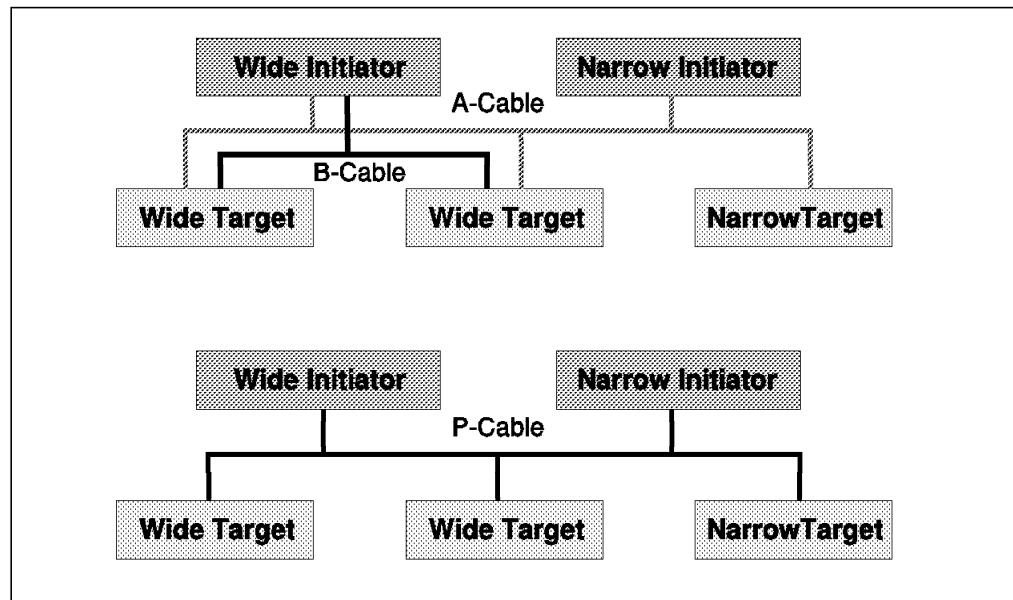 Wide Initiator
Narrow Initiator
A-Cable
B-Cable
Wide Target
Wide Target
NarrowTarget
Wide Initiator
Narrow Initiator
P-Cable
Wide Target
Wide Target
NarrowTarget